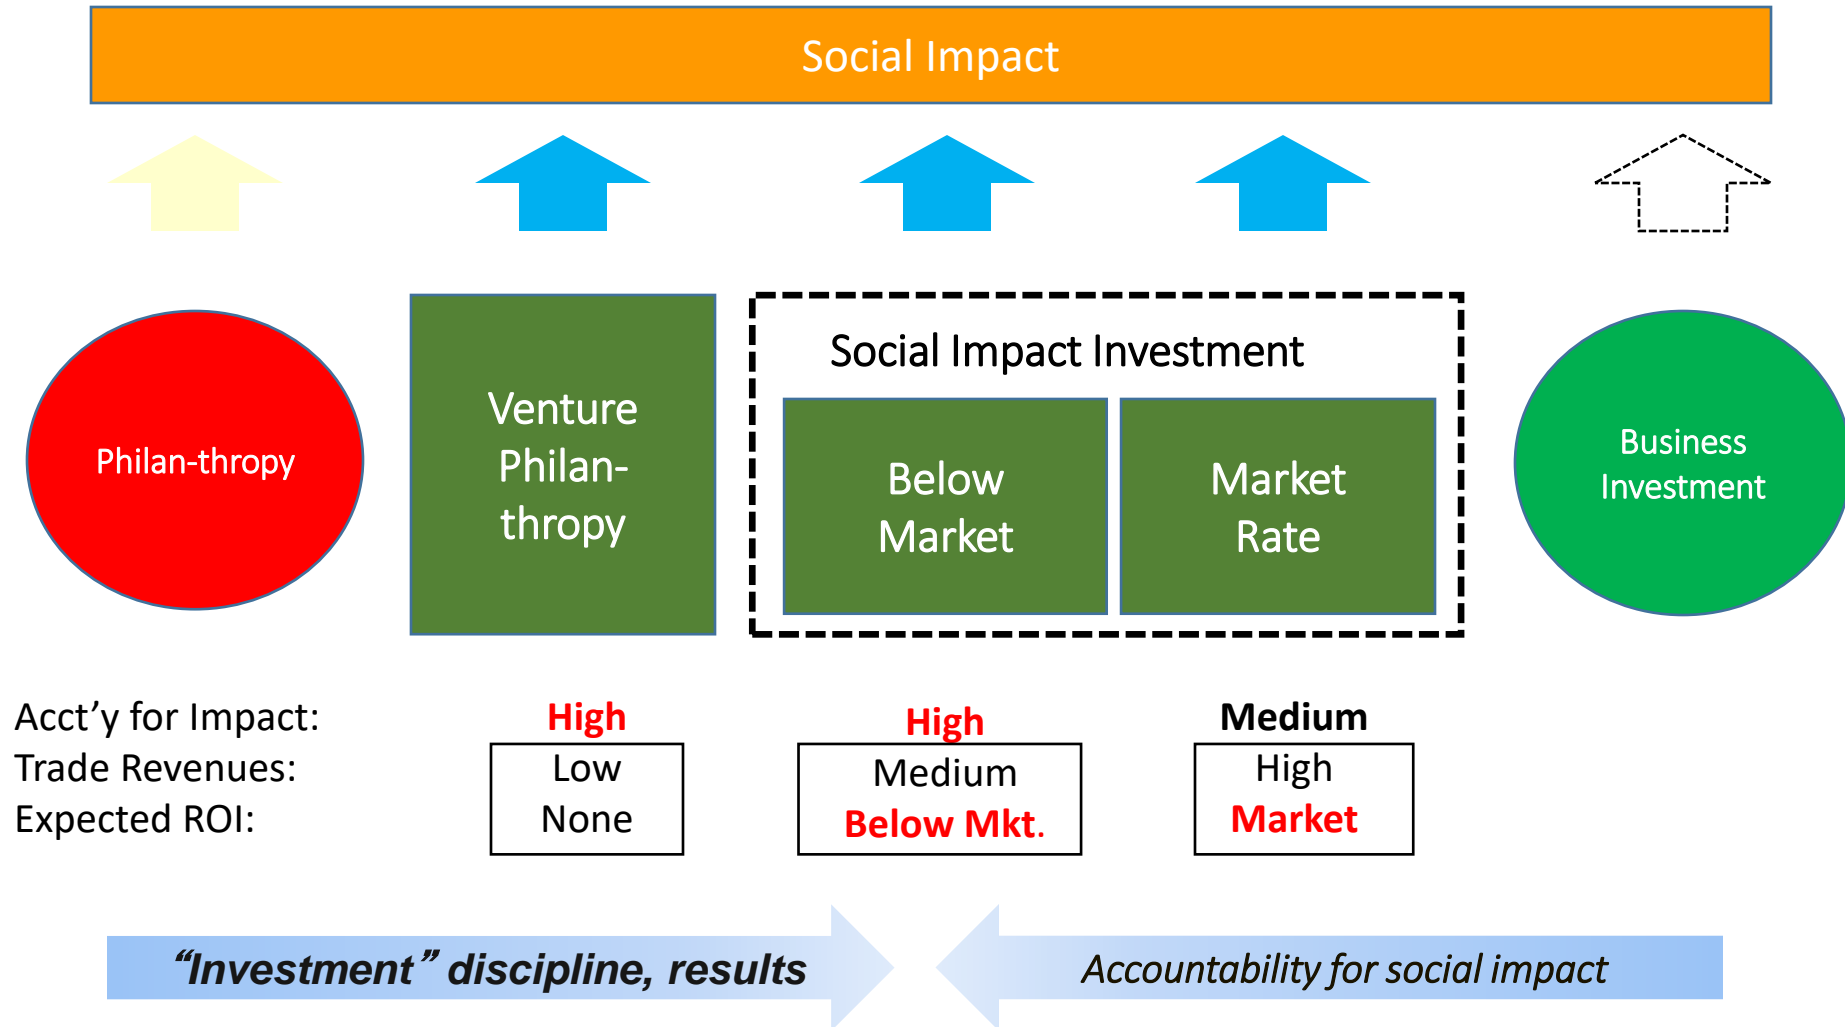 Social Impact
Philan-thropy
Venture
Philan-
thropy
Social Impact Investment
Below
Market
Market
Rate
Business
Investment
Acct’y for Impact:
High
High
Medium
Trade Revenues:
Low
Medium
High
Expected ROI:
None
Below Mkt.
Market
“Investment” discipline, results
Accountability for social impact